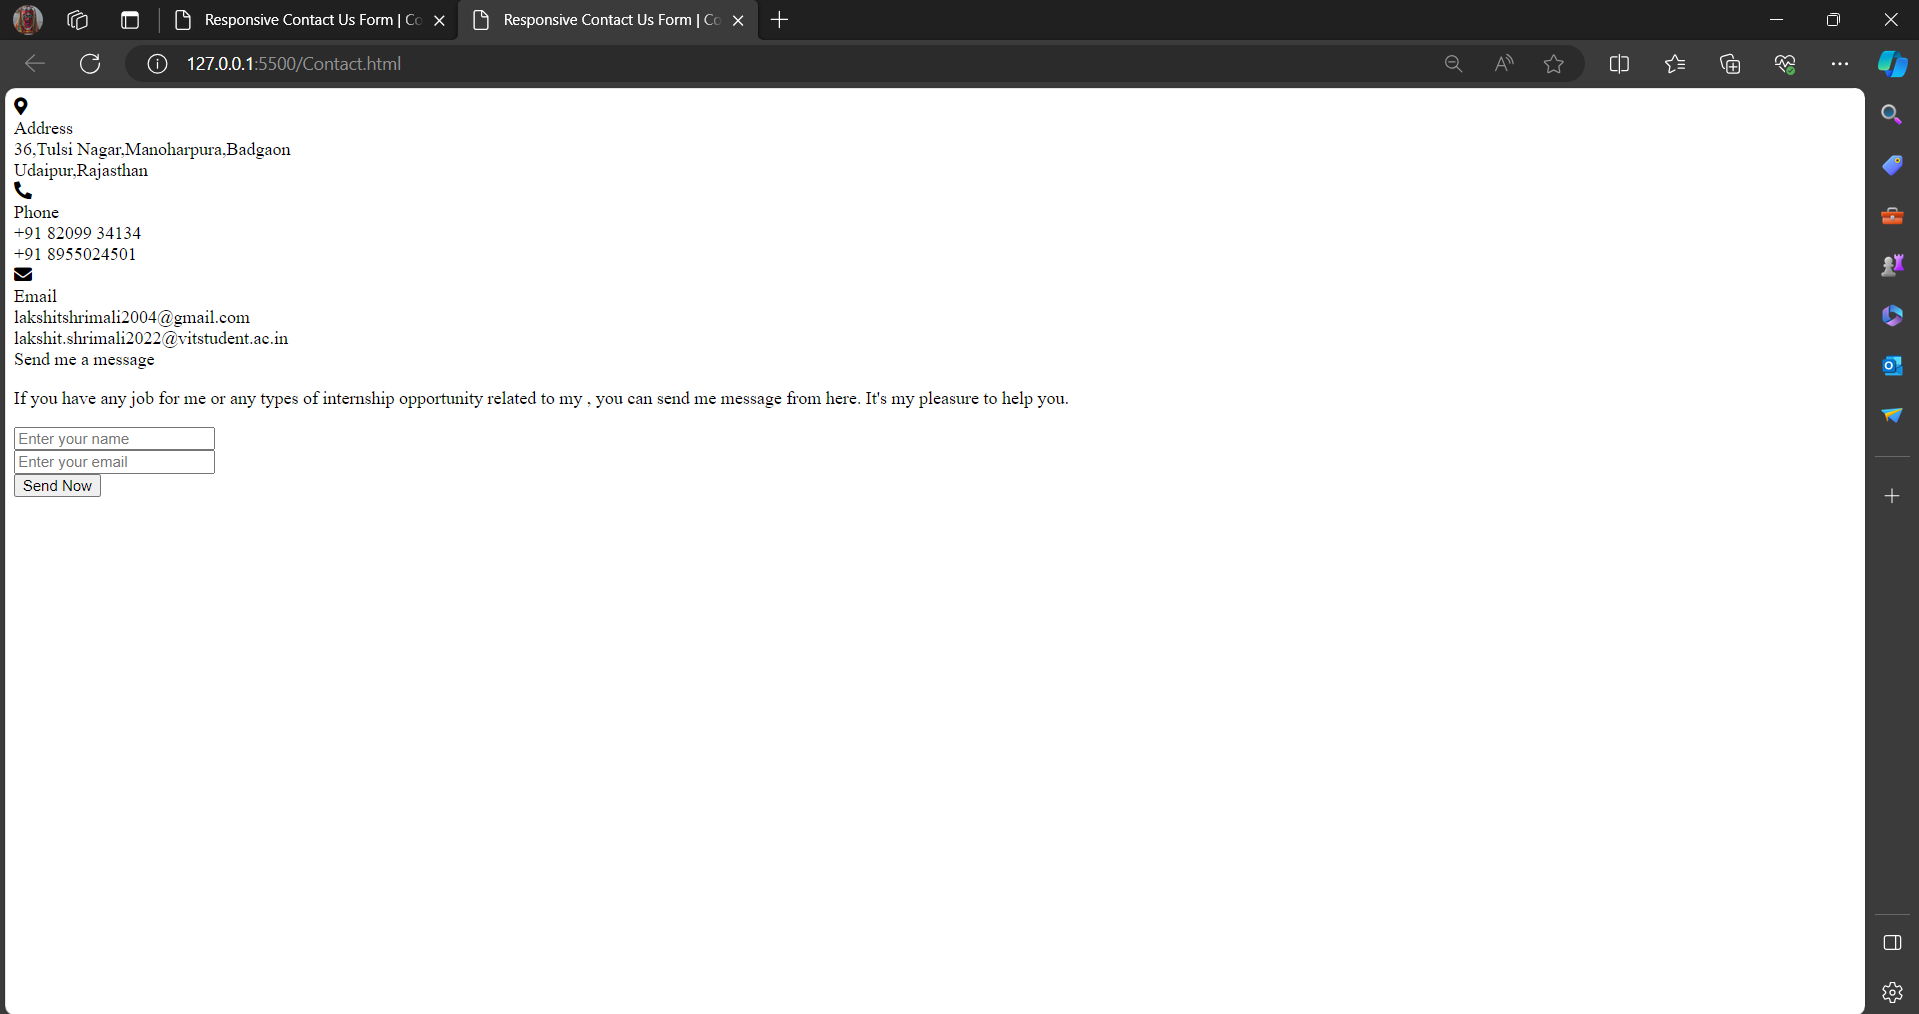 Responsive Contact Us Form | Co
Responsive Contact Us Form | Co
127.0.0.1:5500/Contact.html
Address
36,Tulsi Nagar,Manoharpura,Badgaon
Udaipur,Rajasthan
Phone
+91 82099 34134
+91 8955024501
Email
lakshitshrimali2004@gmail.com
lakshit.shrimali2022@vitstudent.ac.in
Send me a message
If you have any job for me or any types of internship opportunity related to my , you can send me message from here. It's my pleasure to help you.
Enter your name
Enter your email
Send Now